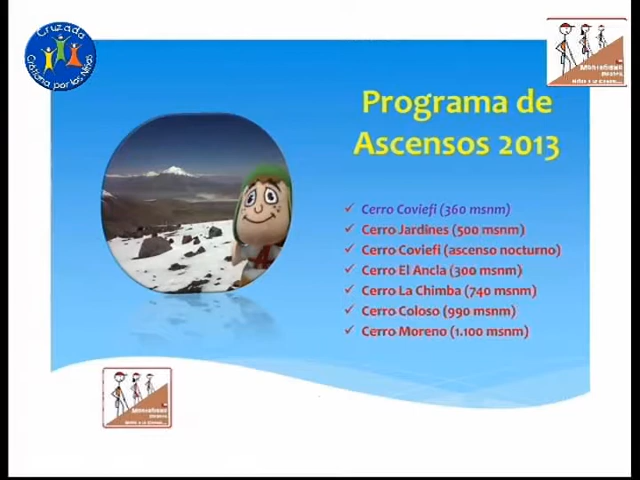 Cruzada
Cristiana por los Niños
Programa de
Ascensos 2013
✓ Cerro Coviefi (360 msnm)
✓ Cerro Jardines (500 msnm)
✓ Cerro Coviefi (ascenso nocturno)
✓ Cerro El Ancla (300 msnm)
✓ Cerro La Chimba (740 msnm)
✓ Cerro Coloso (990 msnm)
✓ Cerro Moreno (1.100 msnm)